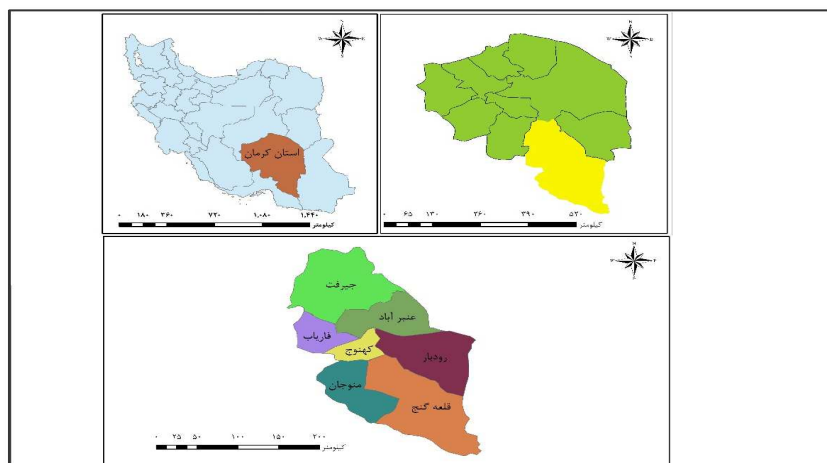 استان کرمان
۰ ۱۸۰ ۳۶۰ ۷۲۰ ۱,۰۸۰ ۱,۴۴۰
کیلومتر
۰ ۶۵ ۱۳۰ ۲۶۰ ۳۹۰ ۵۲۰
کیلومتر
جیرفت
عنبر آباد
فاریاب
کهنوج
رودبار
منوجان
قلعه گنج
۰ ۲۵ ۵۰ ۱۰۰ ۱۵۰ ۲۰۰
کیلومتر